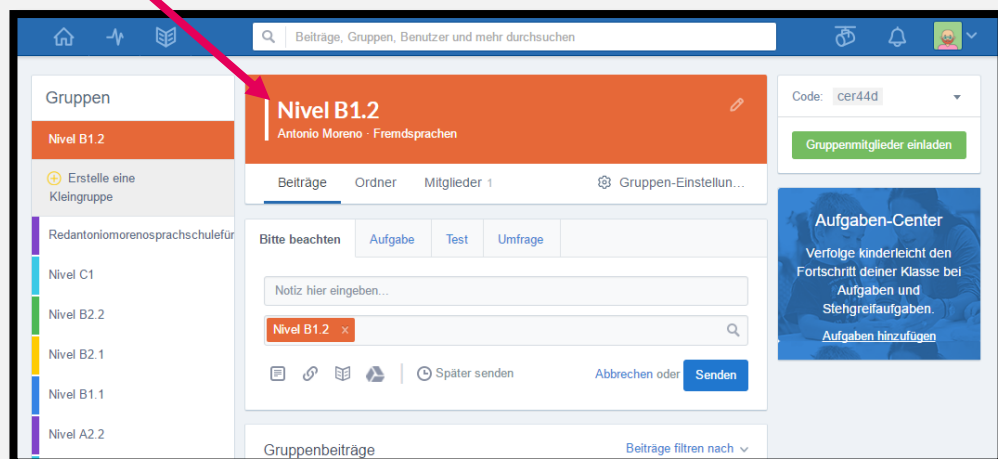 Beiträge, Gruppen, Benutzer und mehr durchsuchen
Gruppen
Nivel B1.2
Erstelle eine
Kleingruppe
Redantoniomorenosprachschulefür
Nivel C1
Nivel B2.2
Nivel B2.1
Nivel B1.1
Nivel A2.2
Nivel B1.2
Antonio Moreno · Fremdsprachen
Beiträge Ordner Mitglieder 1 Gruppen-Einstellun...
Bitte beachten Aufgabe Test Umfrage
Notiz hier eingeben...
Nivel B1.2 x
Später senden Abbrechen oder Senden
Gruppenbeiträge Beiträge filtren nach
Code: cer44d
Gruppenmitglieder einladen
Aufgaben-Center
Verfolge kinderleicht den
Fortschritt deiner Klasse bei
Aufgaben und
Stehgreifaufgaben.
Aufgaben hinzufügen